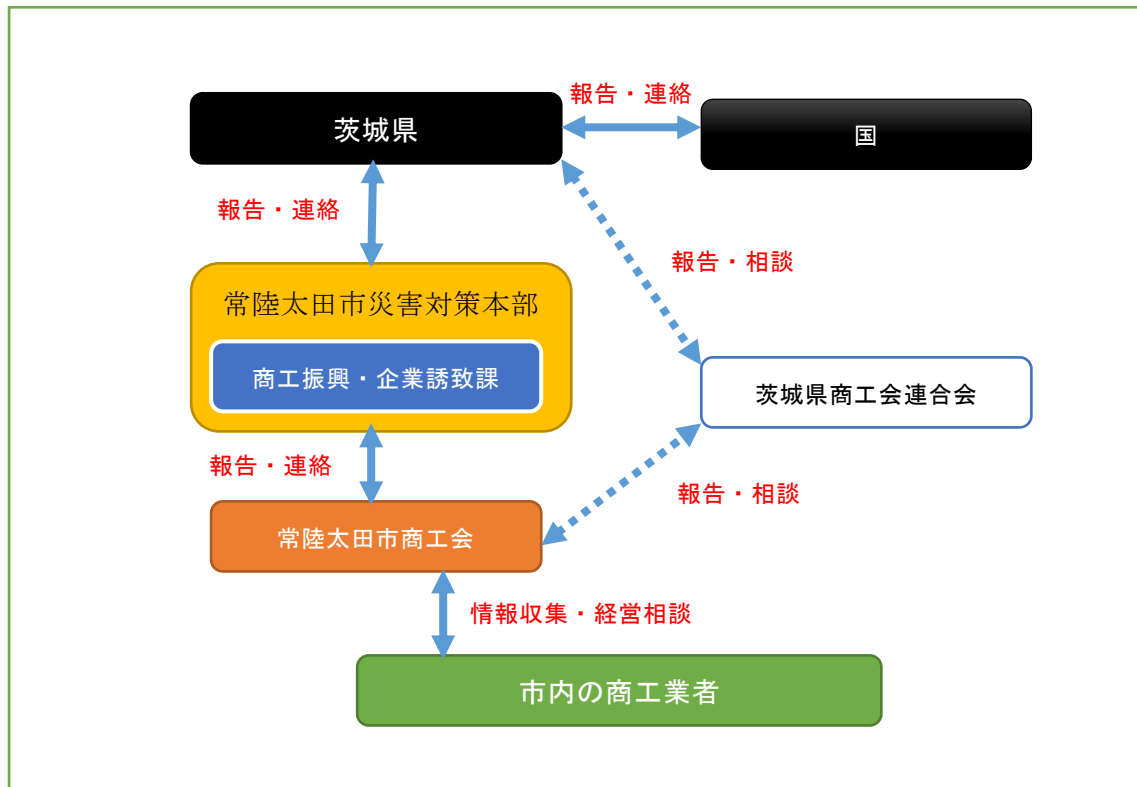 報告・連絡
茨城県
国
報告・連絡
報告・相談
常陸太田市災害対策本部
商工振興・企業誘致課
茨城県商工会連合会
報告・連絡
報告・相談
常陸太田市商工会
情報収集・経営相談
市内の商工業者